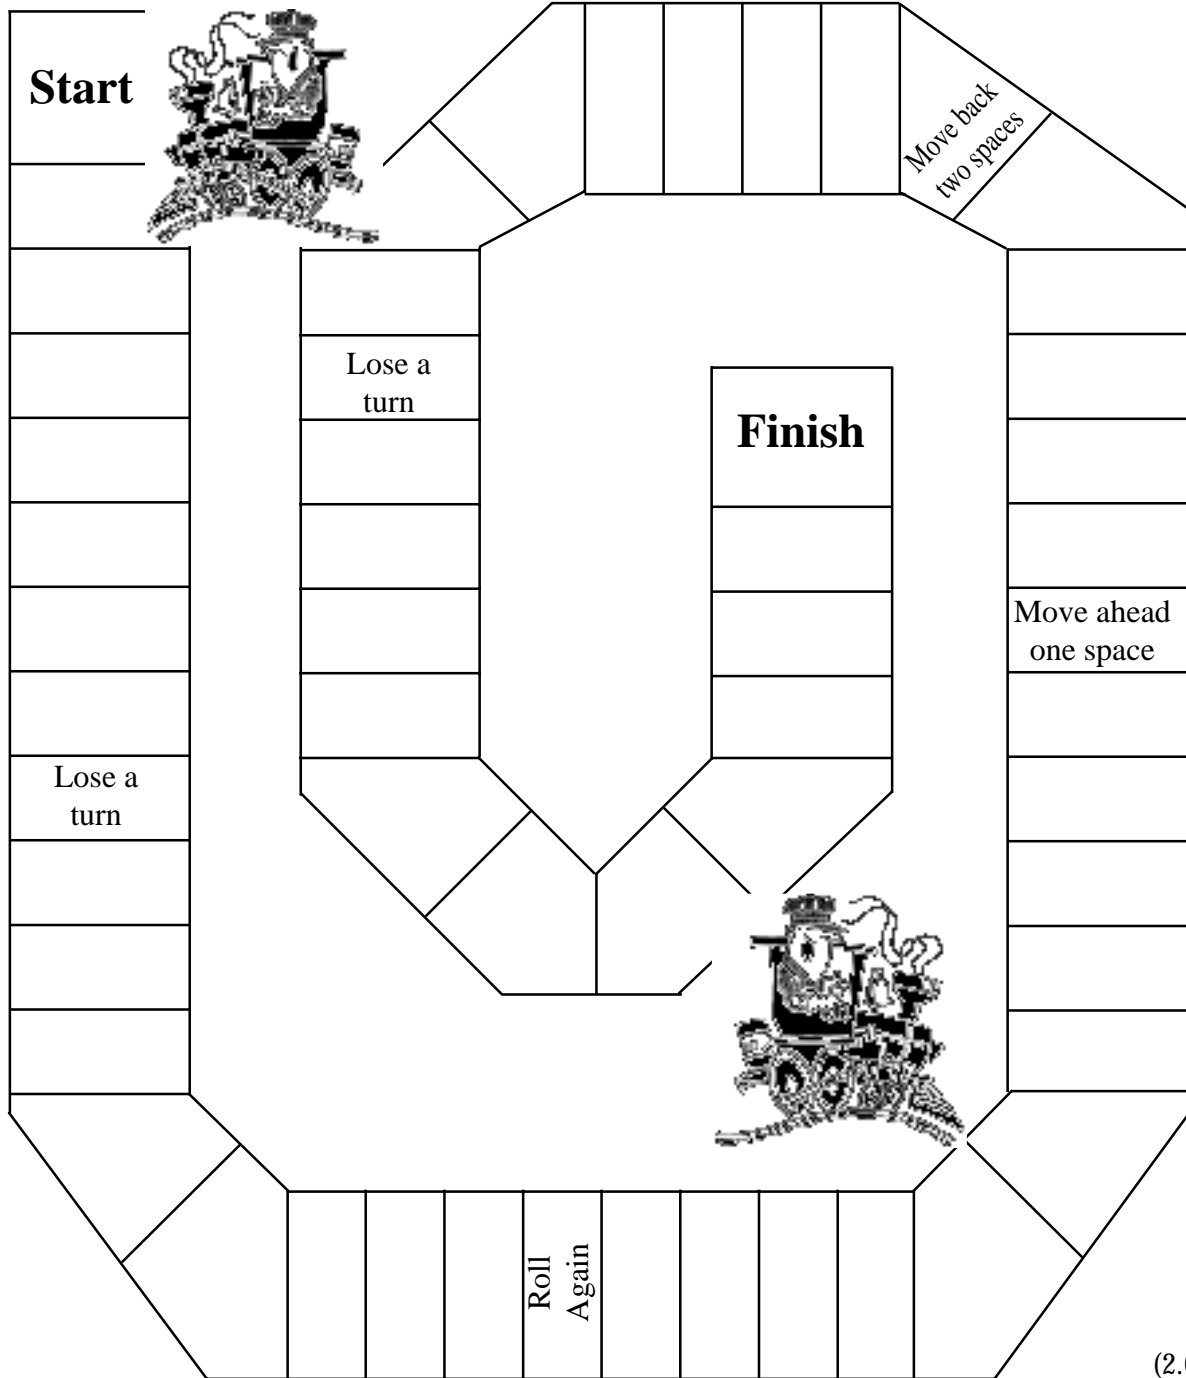 Start
Move back
two spaces
Lose a
turn
Finish
Move ahead
one space
Lose a
turn
Roll
Again